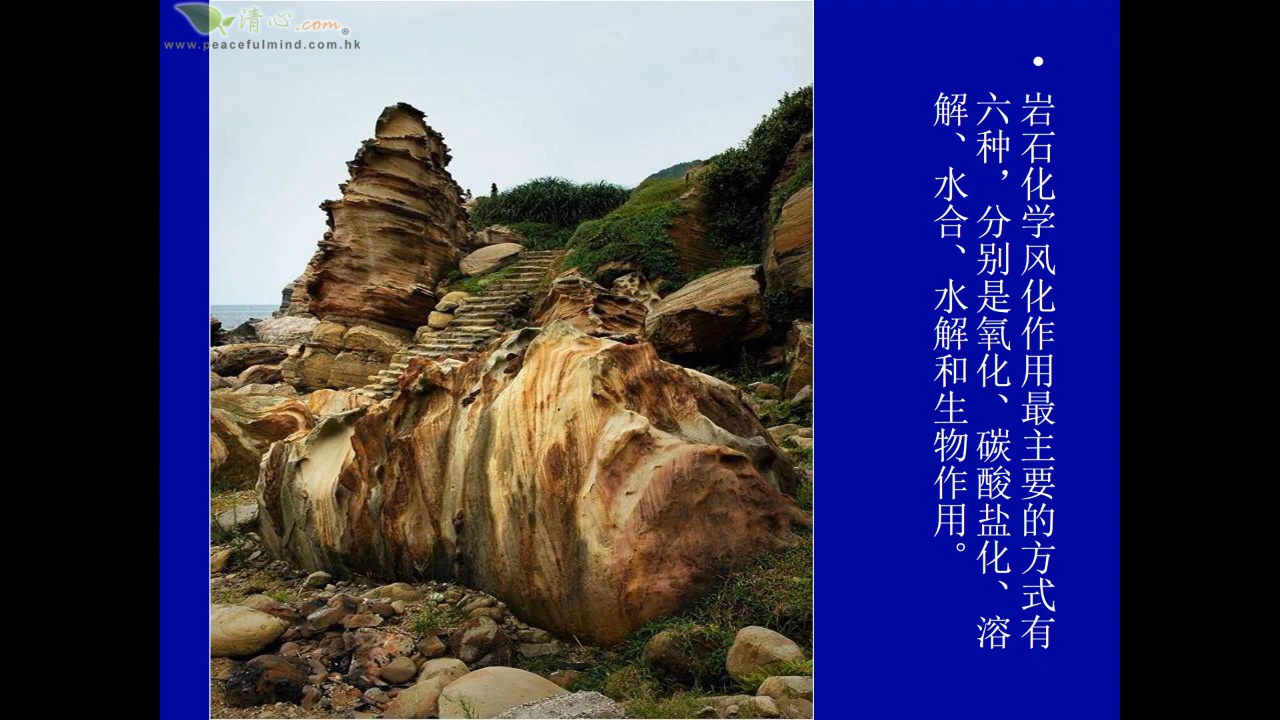 清心.com®
www.peacefulmind.com.hk
• 岩石化学风化作用最主要的方式有
六种，分别是氧化、碳酸盐化、溶
解、水合、水解和生物作用。